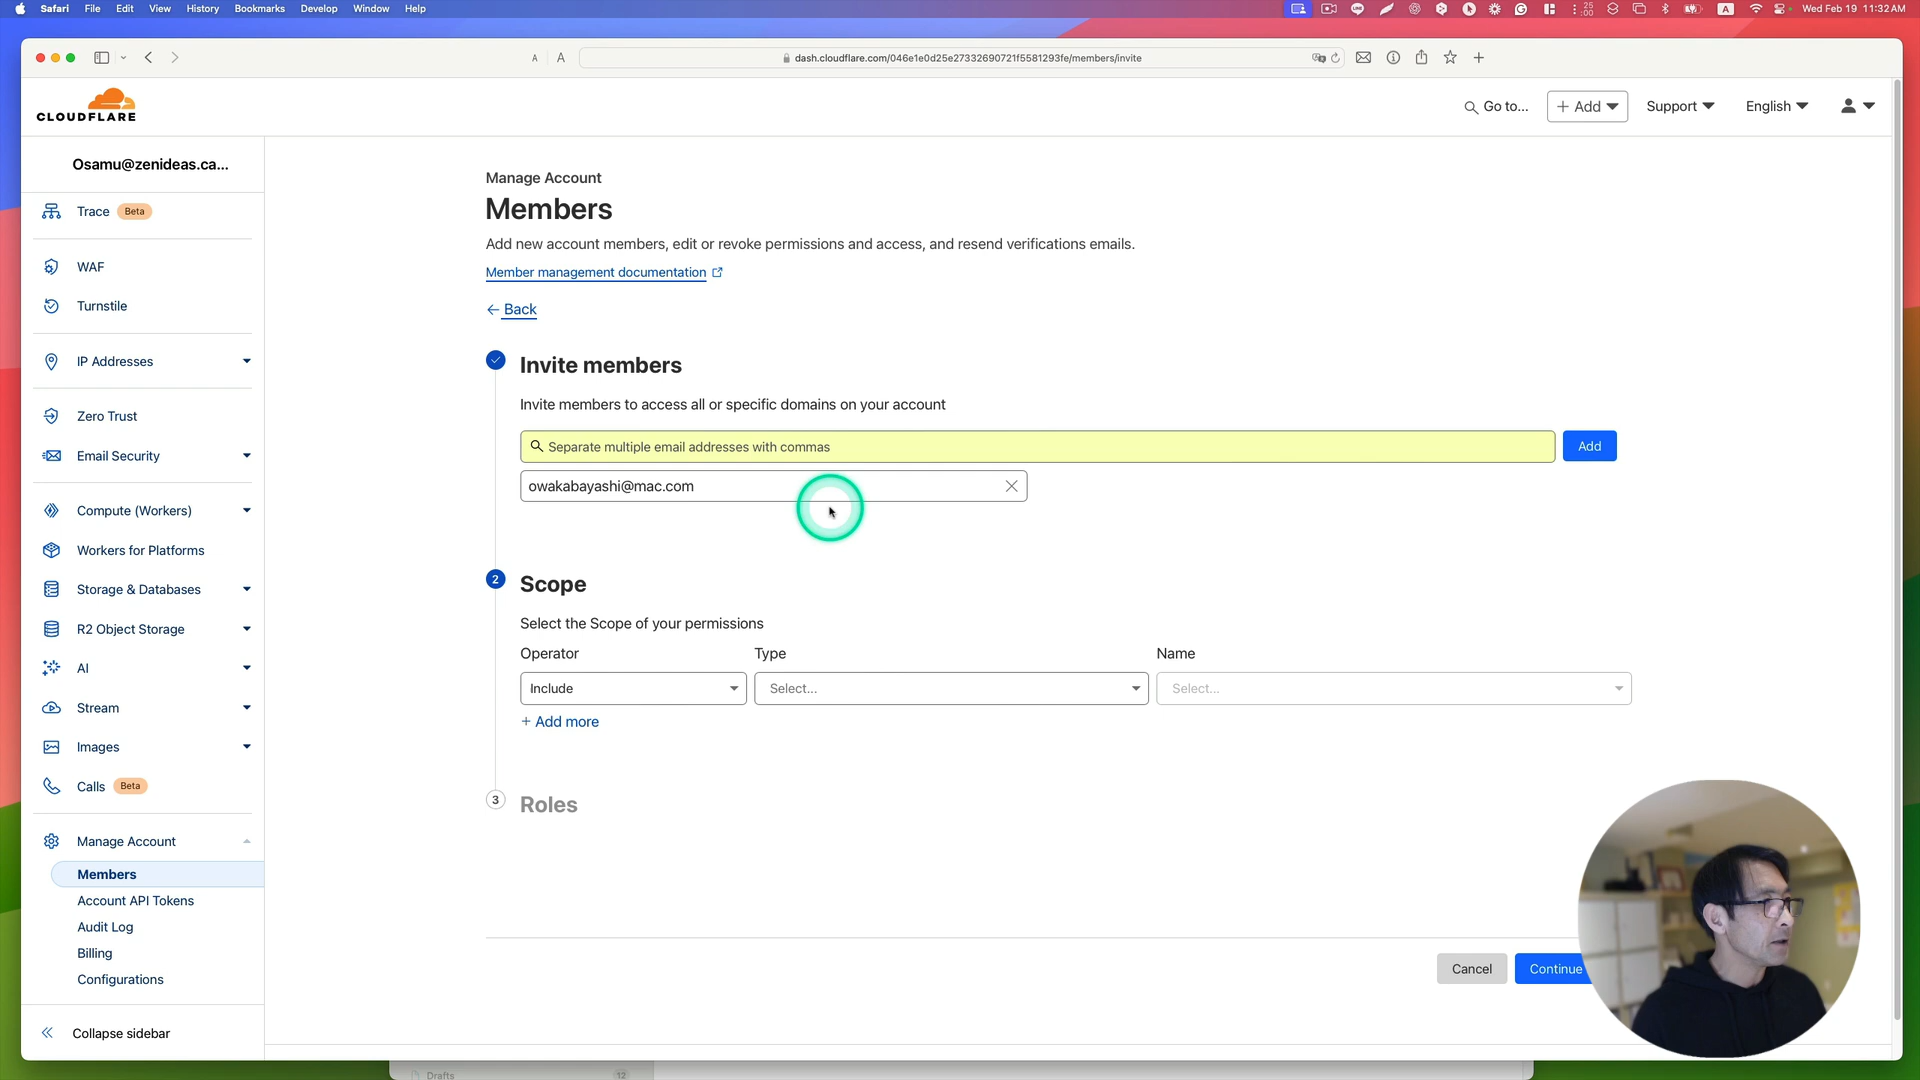 Safari File Edit View History Bookmarks Develop Window Help
25
:00
A
Wed Feb 19 11:32 AM
A A
dash.cloudflare.com/046e1e0d25e27332690721f5581293fe/members/invite
CLOUDFLARE
Go to...
+ Add
Support
English
Osamu@zenideas.ca...
Trace Beta
WAF
Turnstile
IP Addresses
Zero Trust
Email Security
Compute (Workers)
Workers for Platforms
Storage & Databases
R2 Object Storage
AI
Stream
Images
Calls Beta
Manage Account
Members
Account API Tokens
Audit Log
Billing
Configurations
Collapse sidebar
Manage Account
Members
Add new account members, edit or revoke permissions and access, and resend verifications emails.
Member management documentation
Back
Invite members
Invite members to access all or specific domains on your account
Separate multiple email addresses with commas
Add
owakabayashi@mac.com
2 Scope
Select the Scope of your permissions
Operator Type Name
Include Select... Select...
+ Add more
3 Roles
Cancel Continue
Drafts 12